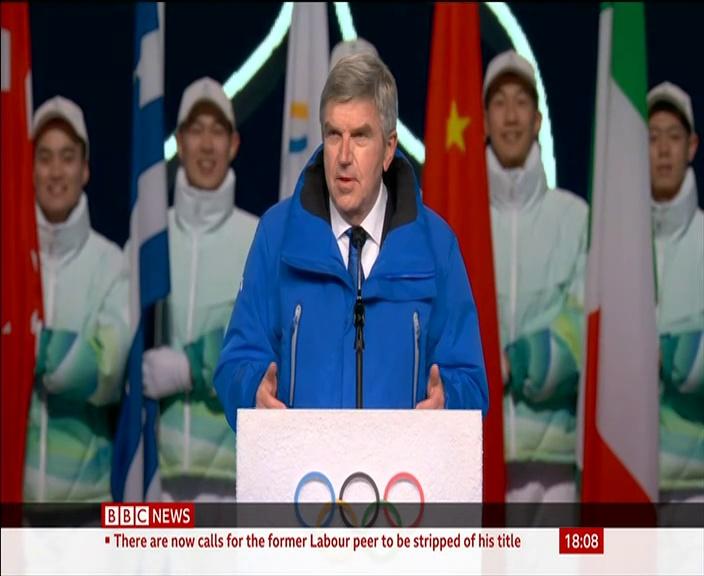 BBC NEWS
There are now calls for the former Labour peer to be stripped of his title
18:08